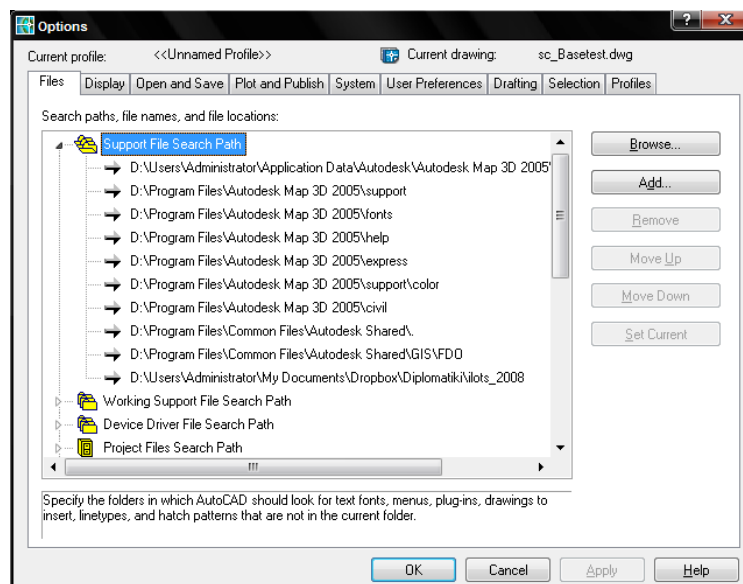 Options
Current profile: <<Unnamed Profile>> Current drawing: sc_Basetest.dwg
Files Display Open and Save Plot and Publish System User Preferences Drafting Selection Profiles
Search paths, file names, and file locations:
Support File Search Path
D:\Users\Administrator\Application Data\Autodesk\Autodesk Map 3D 2005'
D:\Program Files\Autodesk Map 3D 2005\support
D:\Program Files\Autodesk Map 3D 2005\fonts
D:\Program Files\Autodesk Map 3D 2005\help
D:\Program Files\Autodesk Map 3D 2005\express
D:\Program Files\Autodesk Map 3D 2005\support\color
D:\Program Files\Autodesk Map 3D 2005\civil
D:\Program Files\Common Files\Autodesk Shared\.
D:\Program Files\Common Files\Autodesk Shared\GIS\FDO
D:\Users\Administrator\My Documents\Dropbox\Diplomatiki\ilots_2008
Working Support File Search Path
Device Driver File Search Path
Project Files Search Path
Browse...
Add...
Remove
Move Up
Move Down
Set Current
Specify the folders in which AutoCAD should look for text fonts, menus, plug-ins, drawings to
insert, linetypes, and hatch patterns that are not in the current folder.
OK Cancel Apply Help